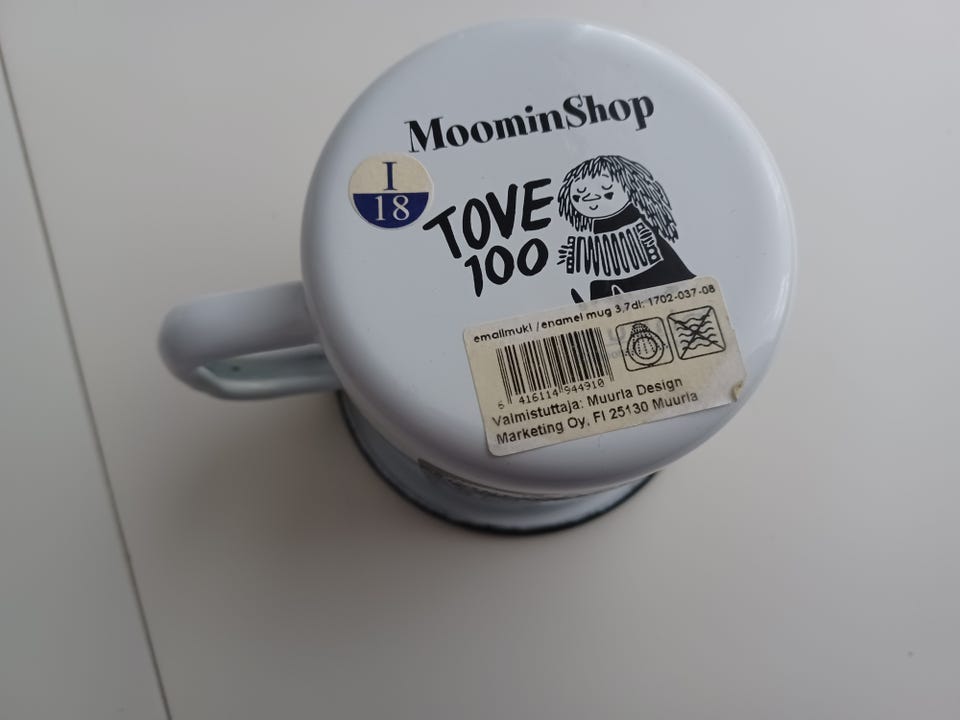 MoominShop
I
18
TOVE
100
emalimuki /enamel mug 3,7dl: 1702-037-08
6 416114 944910
Valmistuttaja: Muurla Design
Marketing Oy, FI 25130 Muurla